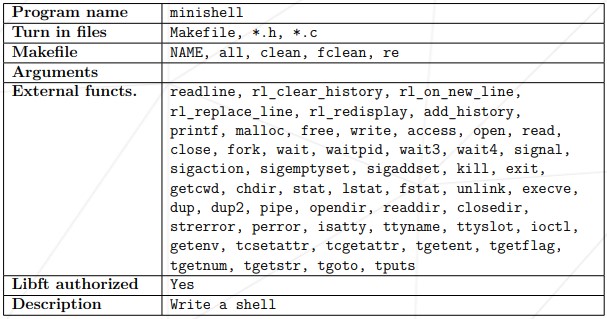 Program name minishell
Turn in files Makefile, *.h, *.c
Makefile NAME, all, clean, fclean, re
Arguments
External functs. readline, rl_clear_history, rl_on_new_line,
rl_replace_line, rl_redisplay, add_history,
printf, malloc, free, write, access, open, read,
close, fork, wait, waitpid, wait3, wait4, signal,
sigaction, sigemptyset, sigaddset, kill, exit,
getcwd, chdir, stat, lstat, fstat, unlink, execve,
dup, dup2, pipe, opendir, readdir, closedir,
strerror, perror, isatty, ttyname, ttyslot, ioctl,
getenv, tcsetattr, tcgetattr, tgetent, tgetflag,
tgetnum, tgetstr, tgoto, tputs
Libft authorized Yes
Description Write a shell